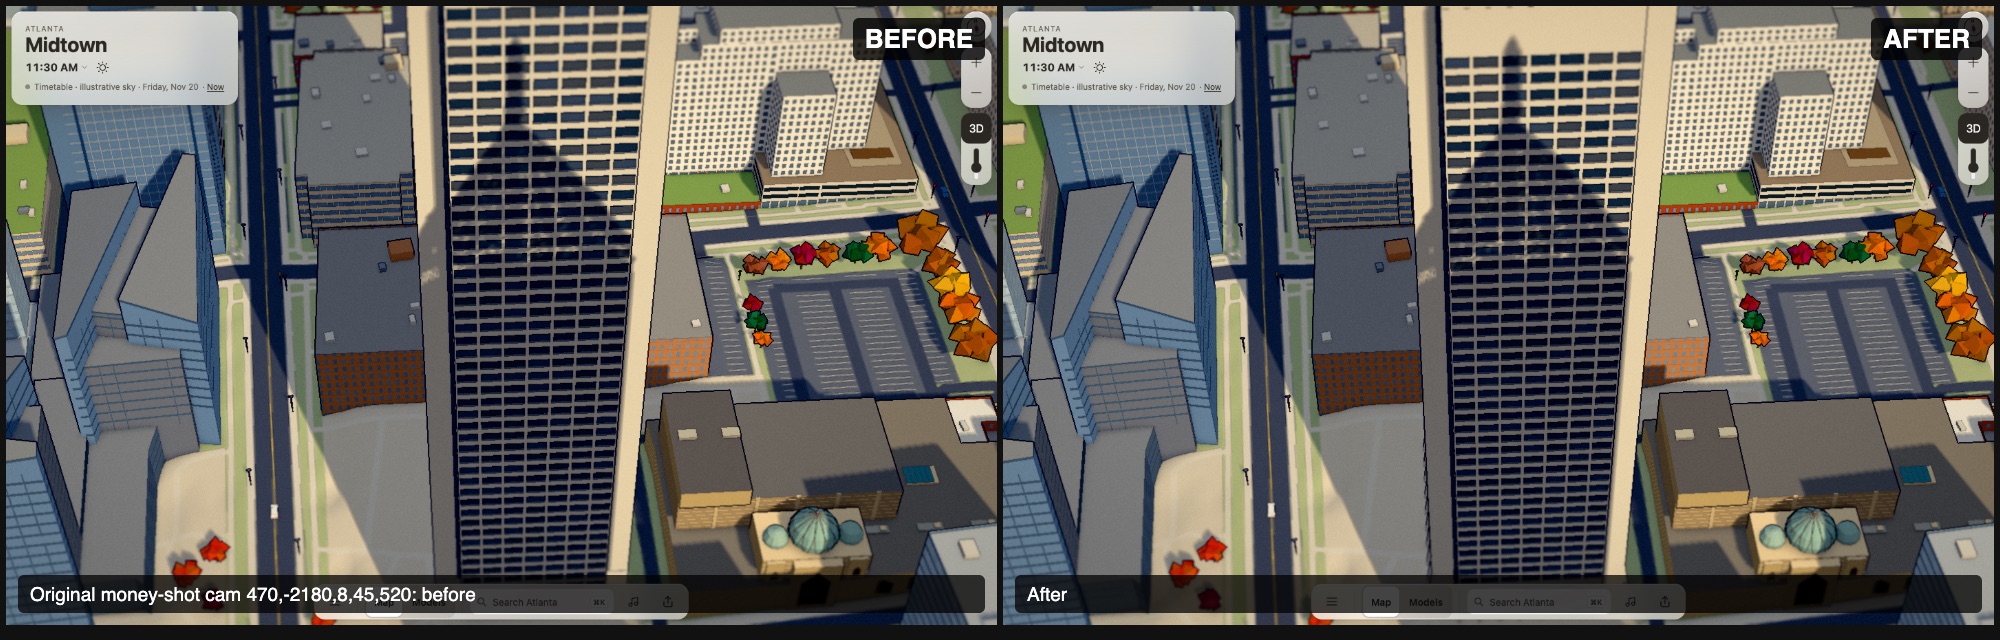 ATLANTA
Midtown
11:30 AM
Timetable · illustrative sky · Friday, Nov 20 · Now
BEFORE
+
−
3D
Original money-shot cam 470,-2180,8,45,520: before
Map Models Search Atlanta ⌘K
ATLANTA
Midtown
11:30 AM
Timetable · illustrative sky · Friday, Nov 20 · Now
AFTER
+
−
3D
After
Map Models Search Atlanta ⌘K